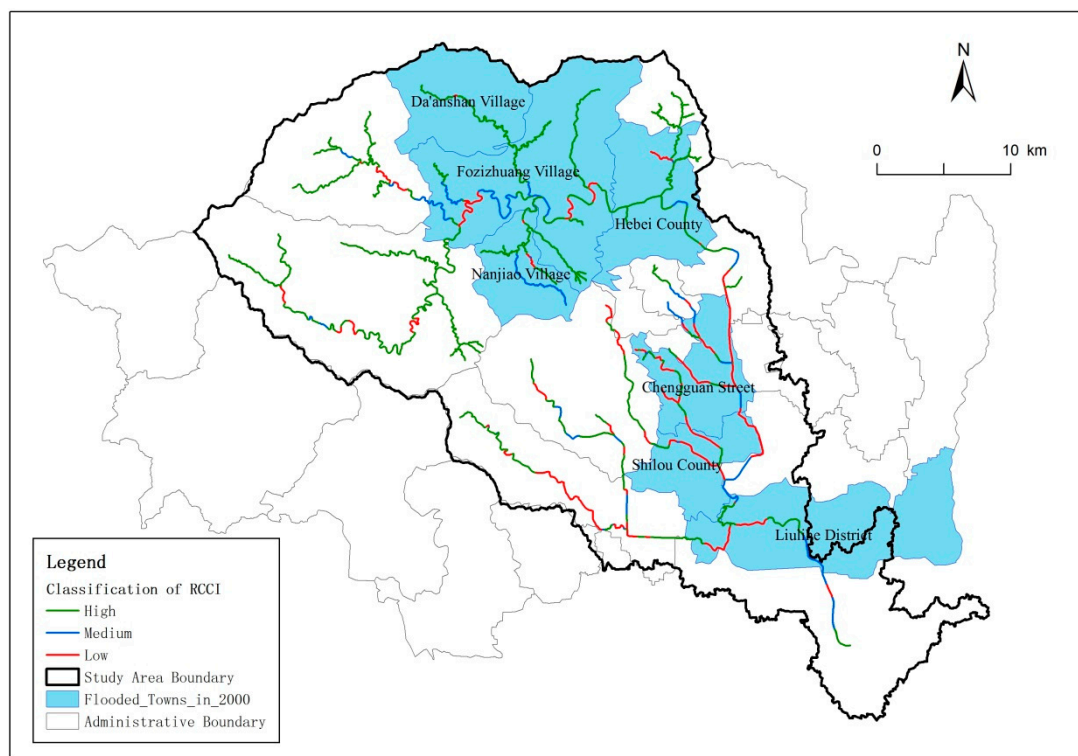 N
0 10 km
Da'anshan Village
Fozizhuang Village
Hebei County
Nanjiao Village
Chengguan Street
Shilou County
Liulihe District
Legend
Classification of RCCI
High
Medium
Low
Study Area Boundary
Flooded_Towns_in_2000
Administrative Boundary